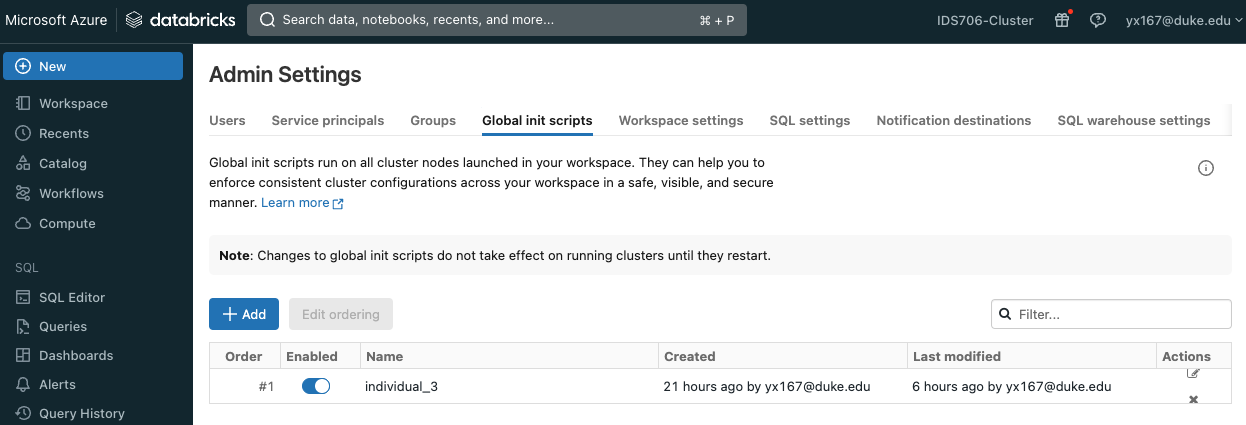 Microsoft Azure databricks Search data, notebooks, recents, and more... ⌘ + P IDS706-Cluster yx167@duke.edu
New
Workspace
Recents
Catalog
Workflows
Compute
SQL
SQL Editor
Queries
Dashboards
Alerts
Query History
Admin Settings
Users Service principals Groups Global init scripts Workspace settings SQL settings Notification destinations SQL warehouse settings
Global init scripts run on all cluster nodes launched in your workspace. They can help you to
enforce consistent cluster configurations across your workspace in a safe, visible, and secure
manner. Learn more
Note: Changes to global init scripts do not take effect on running clusters until they restart.
+ Add Edit ordering Filter...
Order Enabled Name Created Last modified Actions
#1 individual_3 21 hours ago by yx167@duke.edu 6 hours ago by yx167@duke.edu